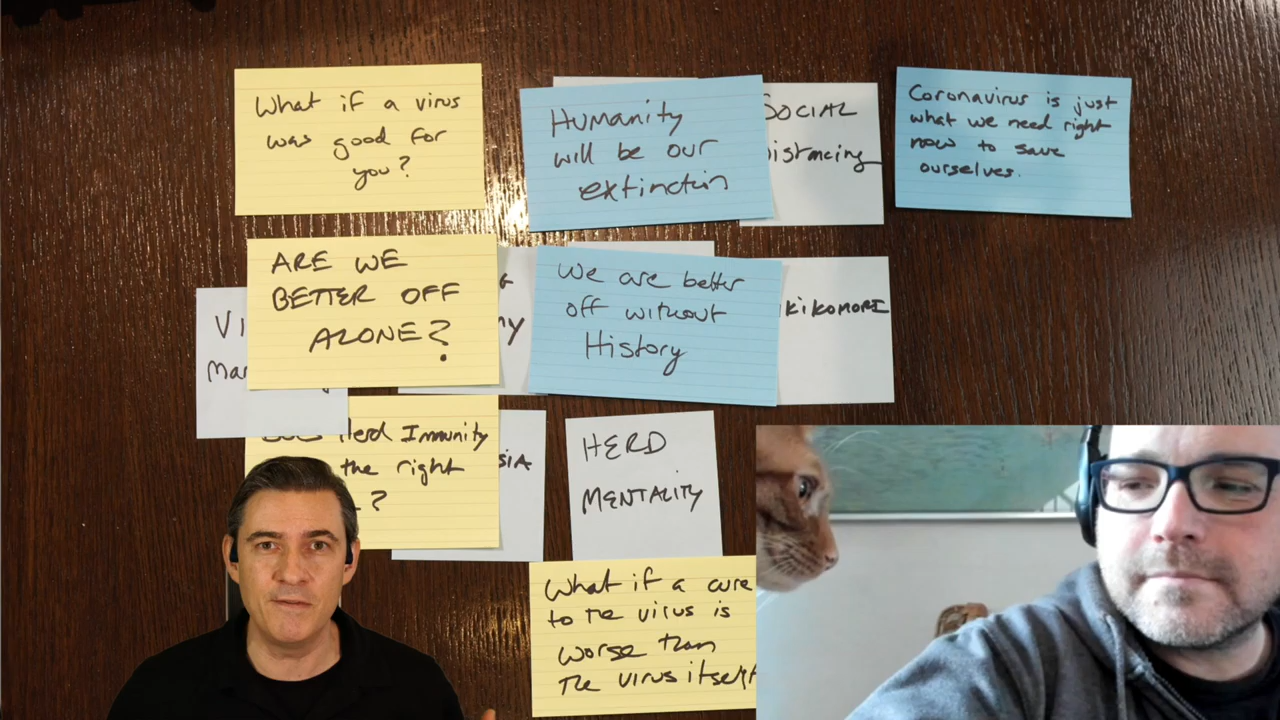 What if a virus
was good for
you?
Humanity
will be our
extinction
SOCIAL
Coronavirus is just
what we need right
now to save
ourselves.
ARE WE
BETTER OFF
ALONE?
We are better
off without
History
Herd Immunity
the right
?
HERD
MENTALITY
What if a cure
to the virus is
worse than
the virus itself